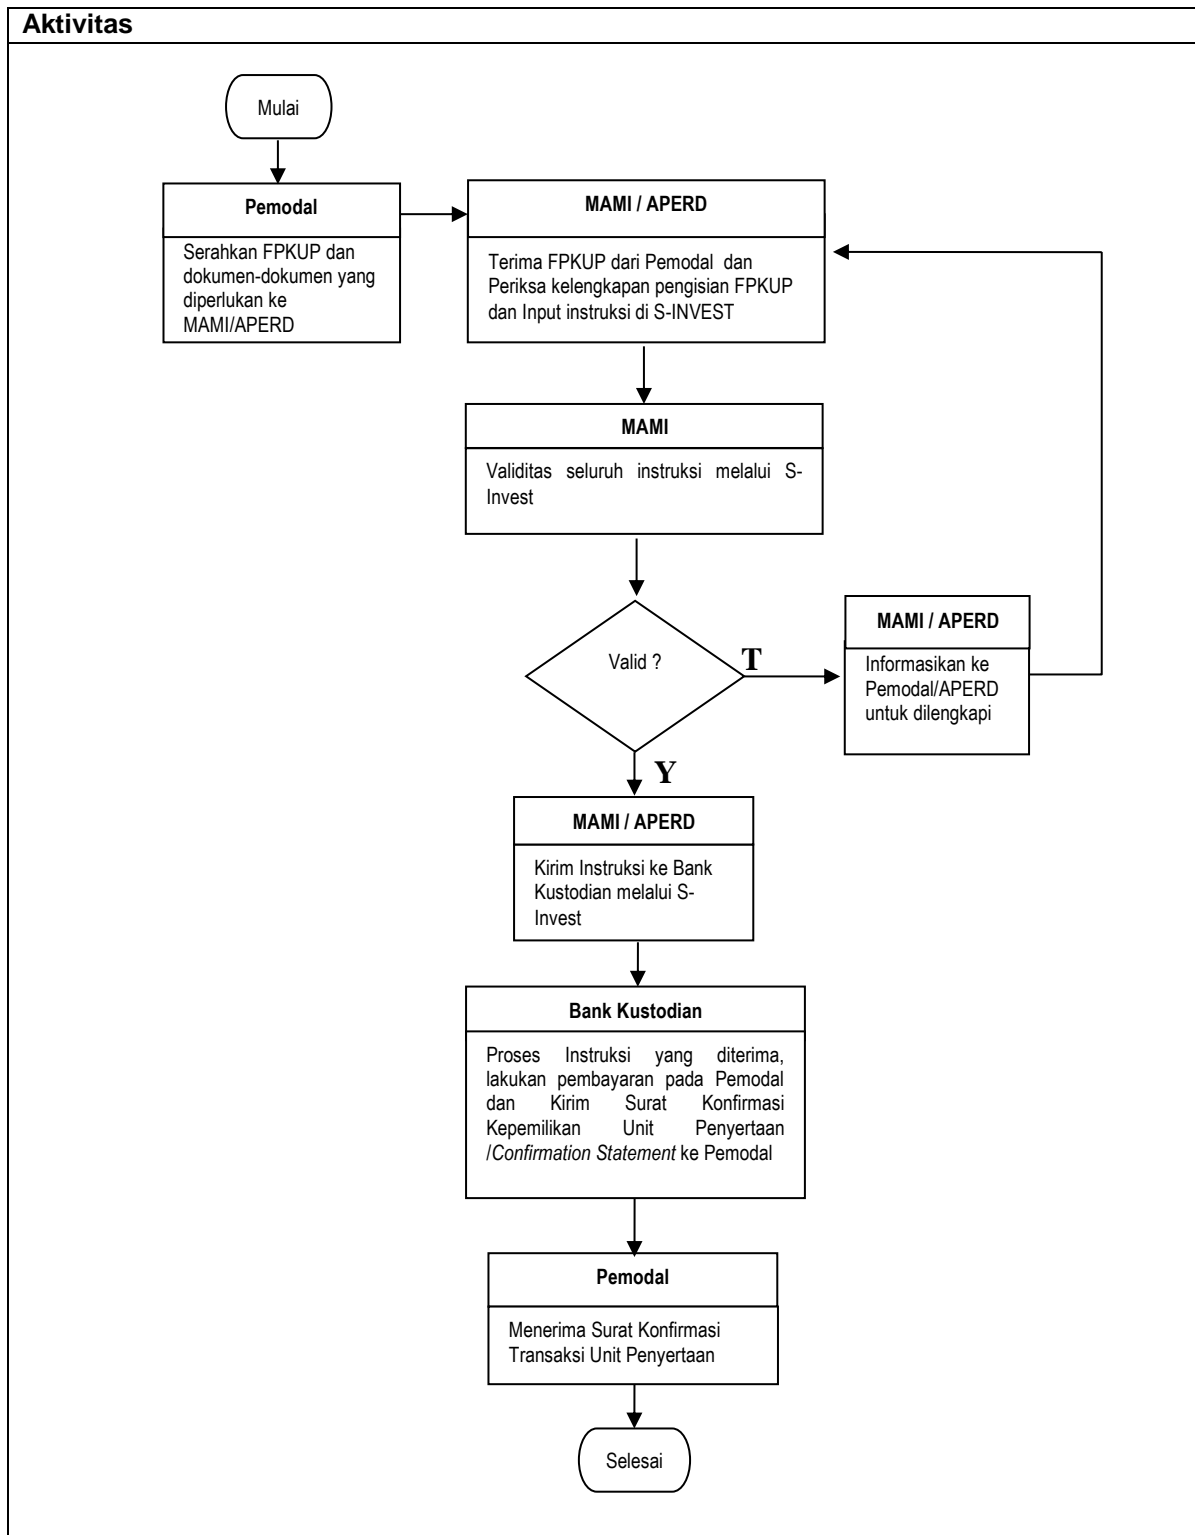 Aktivitas
Mulai
Pemodal
Serahkan FPKUP dan
dokumen-dokumen yang
diperlukan ke
MAMI/APERD
MAMI / APERD
Terima FPKUP dari Pemodal dan
Periksa kelengkapan pengisian FPKUP
dan Input instruksi di S-INVEST
MAMI
Validitas seluruh instruksi melalui S-
Invest
Valid ?
T
MAMI / APERD
Informasikan ke
Pemodal/APERD
untuk dilengkapi
Y
MAMI / APERD
Kirim Instruksi ke Bank
Kustodian melalui S-
Invest
Bank Kustodian
Proses Instruksi yang diterima,
lakukan pembayaran pada Pemodal
dan Kirim Surat Konfirmasi
Kepemilikan Unit Penyertaan
/Confirmation Statement ke Pemodal
Pemodal
Menerima Surat Konfirmasi
Transaksi Unit Penyertaan
Selesai